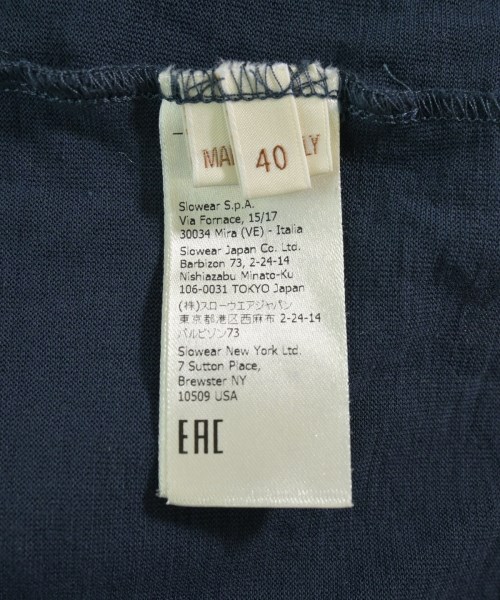 40
Slowear S.p.A.
Via Fornace, 15/17
30034 Mira (VE) - Italia
Slowear Japan Co. Ltd.
Barbizon 73, 2-24-14
Nishiazabu Minato-Ku
106-0031 TOKYO Japan
(株)スローウエアジャパン
東京都港区西麻布 2-24-14
バルビゾン73
Slowear New York Ltd.
7 Sutton Place,
Brewster NY
10509 USA
EAC